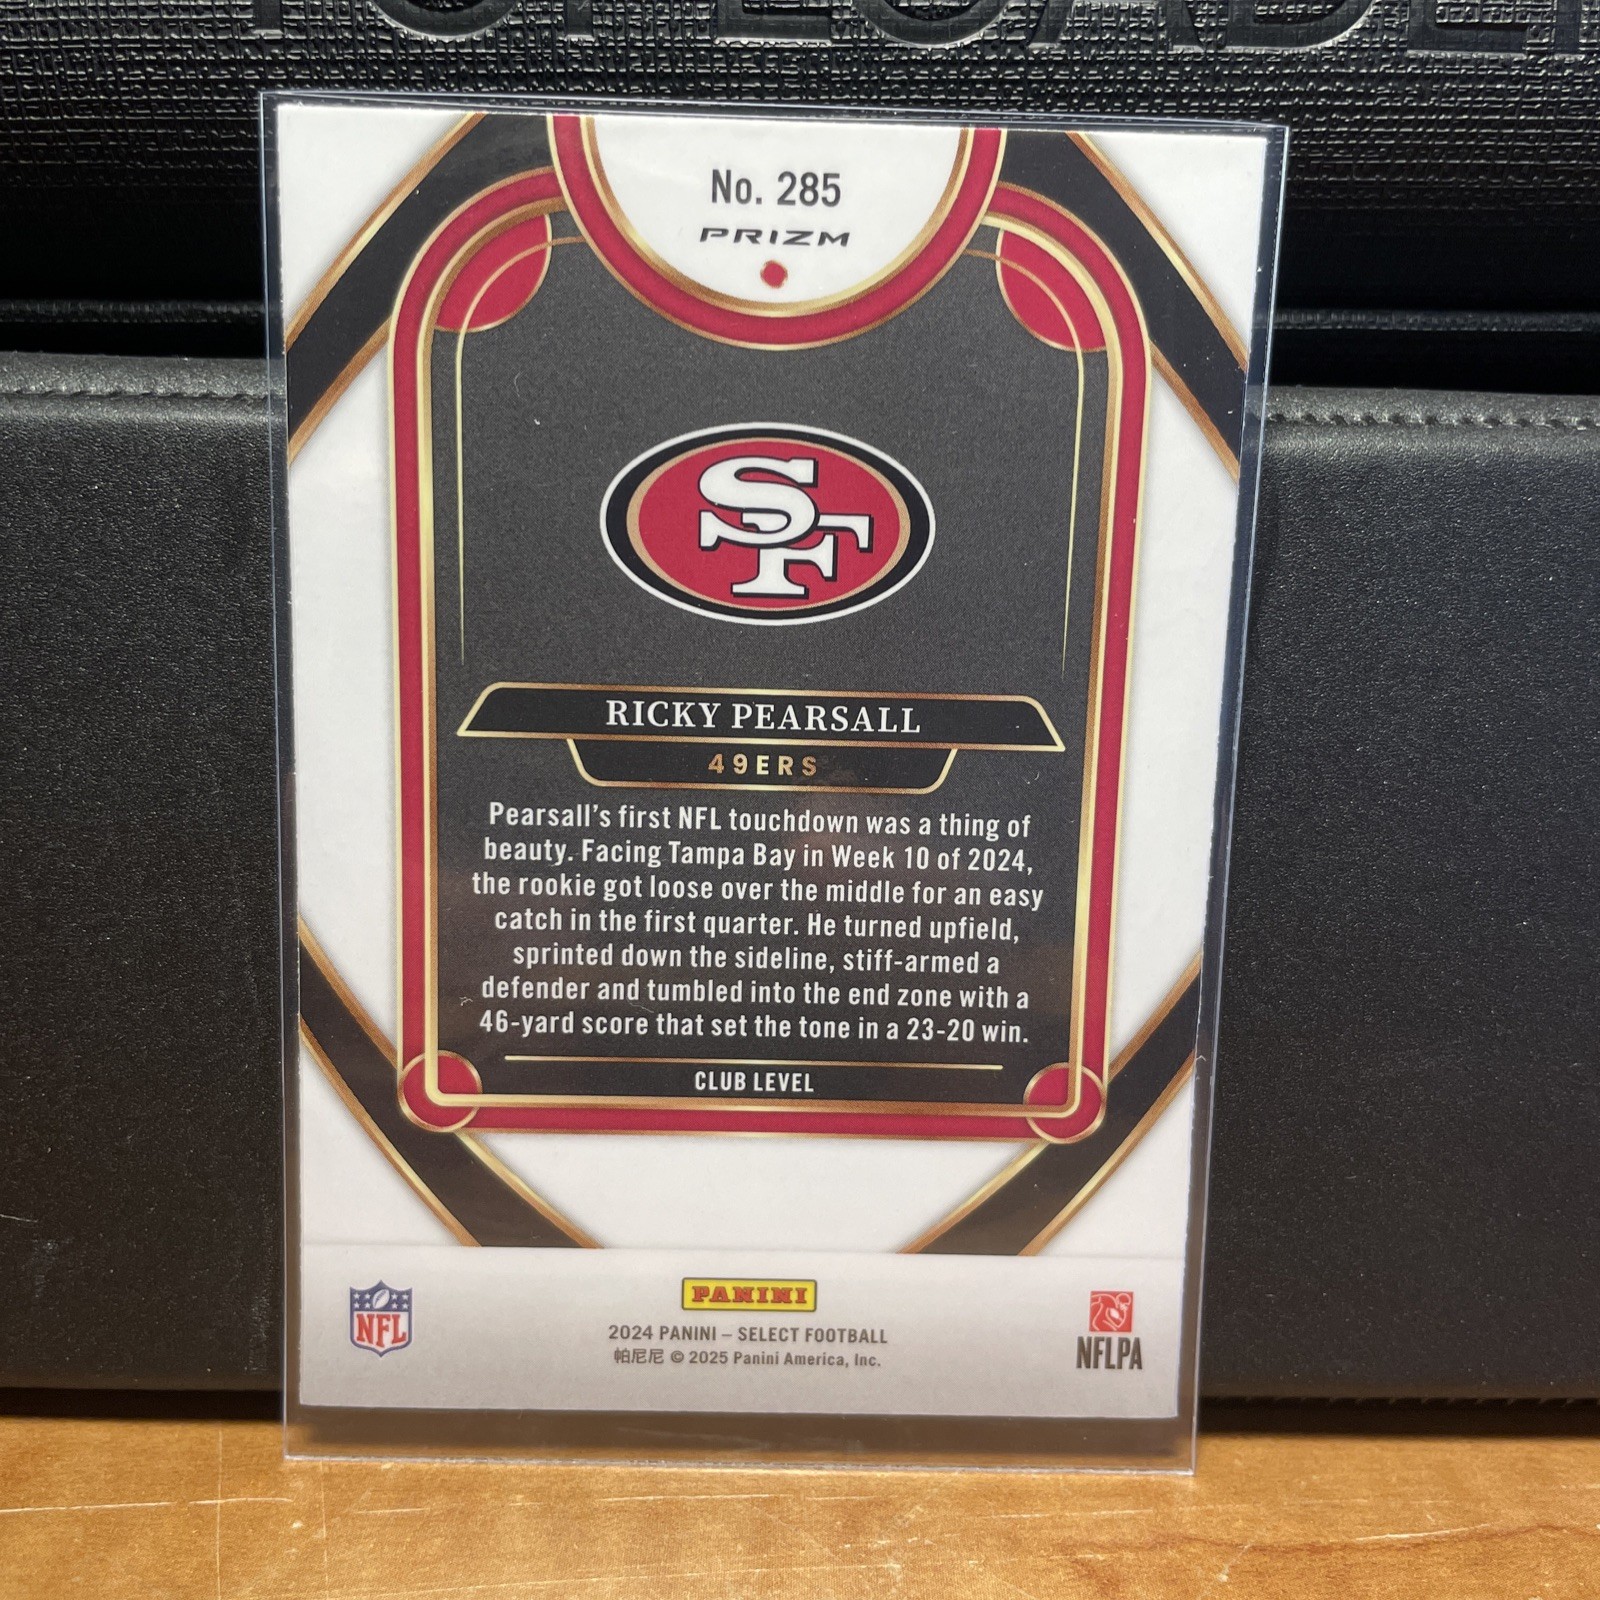 TOPLOADER
No. 285
PRIZM
SF
RICKY PEARSALL
49ERS
Pearsall's first NFL touchdown was a thing of
beauty. Facing Tampa Bay in Week 10 of 2024,
the rookie got loose over the middle for an easy
catch in the first quarter. He turned upfield,
sprinted down the sideline, stiff-armed a
defender and tumbled into the end zone with a
46-yard score that set the tone in a 23-20 win.
CLUB LEVEL
NFL
PANINI
2024 PANINI – SELECT FOOTBALL
帕尼尼 © 2025 Panini America, Inc.
NFLPA